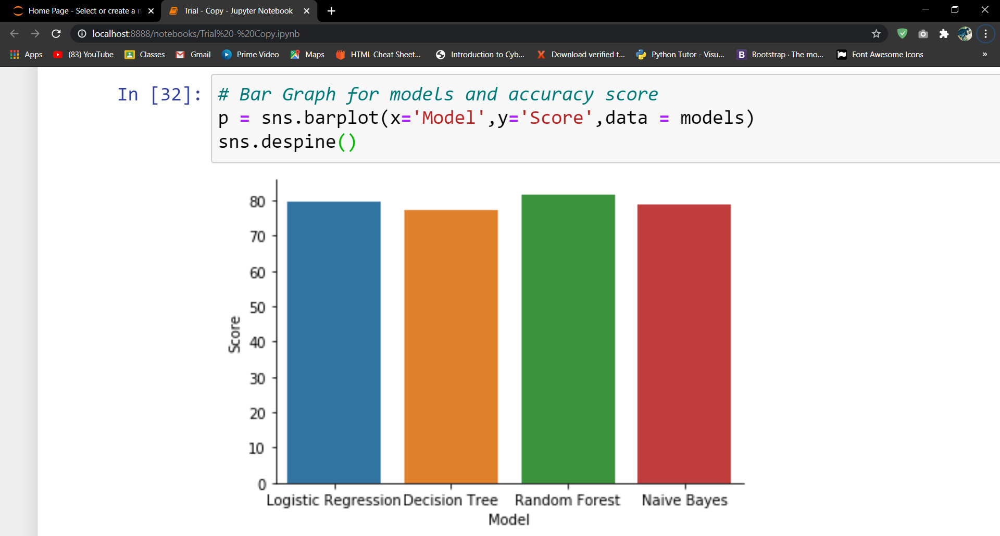 Home Page - Select or create a n
Trial - Copy - Jupyter Notebook
localhost:8888/notebooks/Trial%20-%20Copy.ipynb
Apps (83) YouTube Classes Gmail Prime Video Maps HTML Cheat Sheet... Introduction to Cyb... Download verified t... Python Tutor - Visu... B Bootstrap · The mo... Font Awesome Icons »
In [32]: # Bar Graph for models and accuracy score
p = sns.barplot(x='Model',y='Score',data = models)
sns.despine()
80
70
60
50
Score
40
30
20
10
0
Logistic Regression Decision Tree Random Forest Naive Bayes
Model